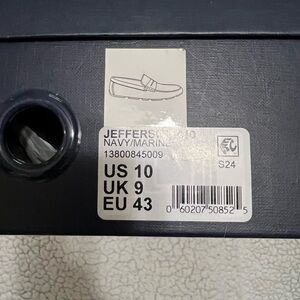 NAVY/MARINE
13800845009
S24
US 10
UK 9
EU 43
0 60207 50852 5